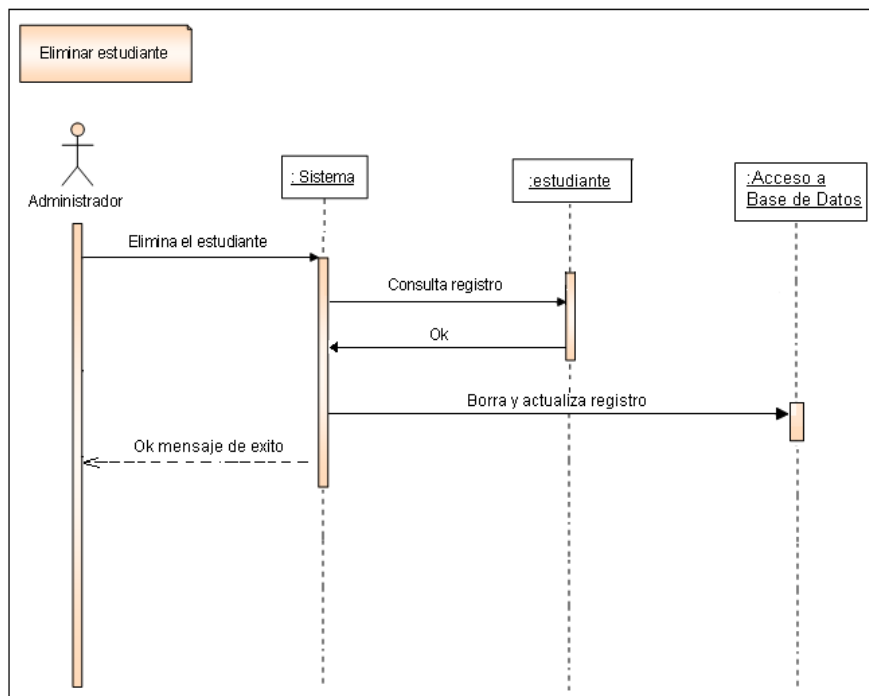 Eliminar estudiante
Administrador
: Sistema
:estudiante
:Acceso a
Base de Datos
Elimina el estudiante
Consulta registro
Ok
Borra y actualiza registro
Ok mensaje de exito